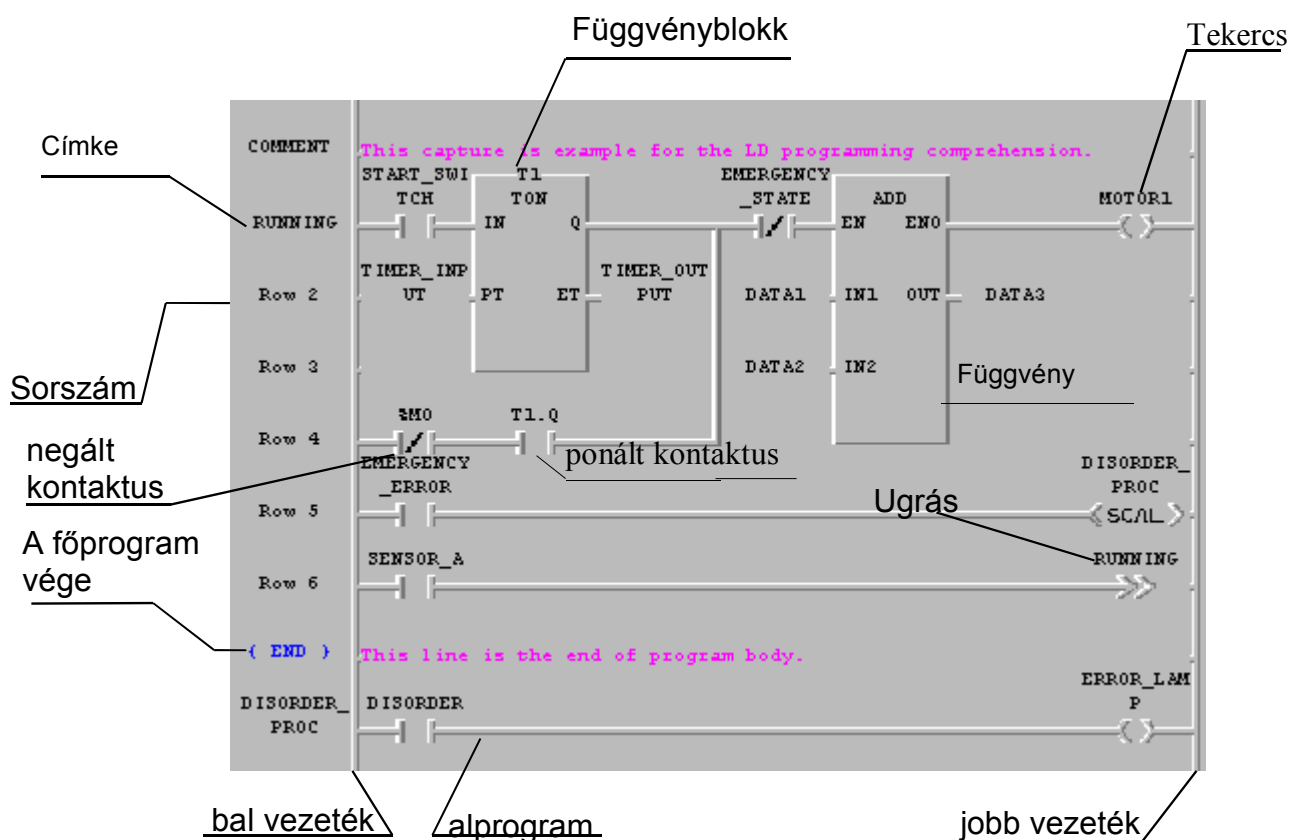 Függvényblokk
Tekercs
Címke
COMMENT This capture is example for the LD programming comprehension.
START_SWI T1 EMERGENCY
TCH TON _STATE ADD MOTOR1
RUNNING IN Q EN ENO
TIMER_INP TIMER_OUT
Row 2 UT PT ET PUT DATA1 IN1 OUT DATA3
Row 3 DATA2 IN2 Függvény
Sorszám
%M0 T1.Q
Row 4
negált
kontaktus
ponált kontaktus
EMERGENCY DISORDER_
_ERROR PROC
Row 5 Ugrás SCAL
A főprogram
vége
SENSOR_A RUNNING
Row 6
{ END } This line is the end of program body.
ERROR_LAM
DISORDER_ DISORDER P
PROC
bal vezeték alprogram jobb vezeték